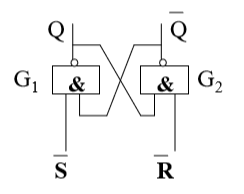 Q Q̅
G₁ & & G₂
S̅ R̅